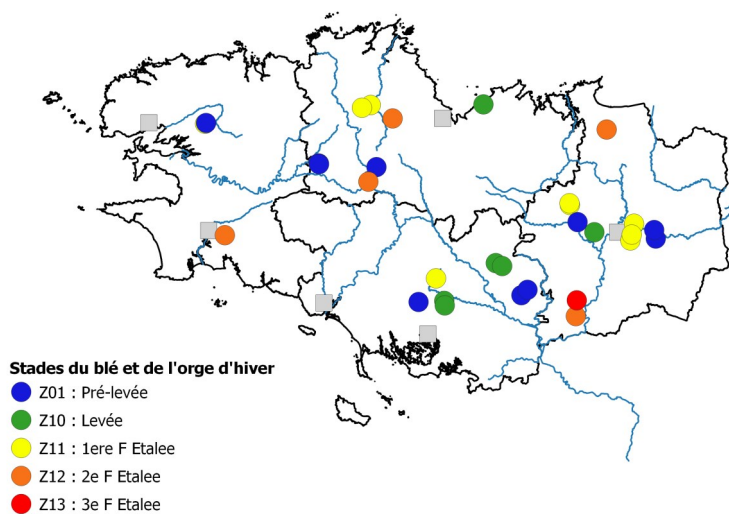 Stades du blé et de l'orge d'hiver
Z01 : Pré-levée
Z10 : Levée
Z11 : 1ere F Etalee
Z12 : 2e F Etalee
Z13 : 3e F Etalee